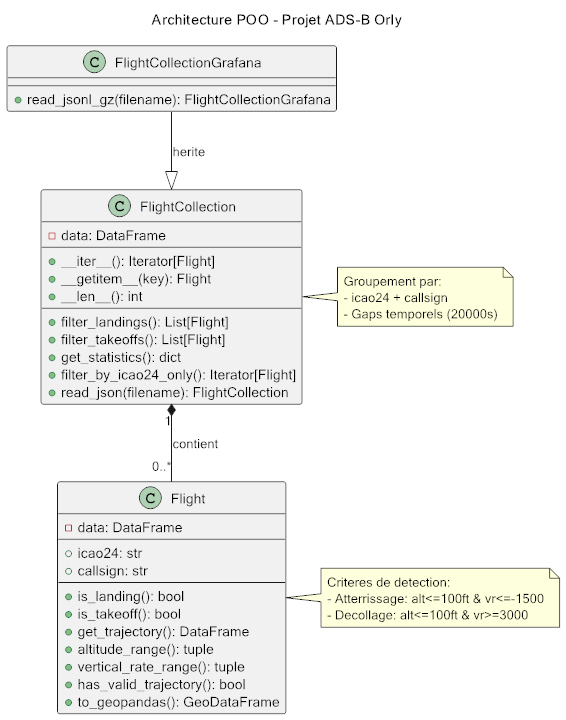 Architecture POO - Projet ADS-B Orly
C FlightCollectionGrafana
read_jsonl_gz(filename): FlightCollectionGrafana
herite
C FlightCollection
data: DataFrame
__iter__(): Iterator[Flight]
__getitem__(key): Flight
__len__(): int
filter_landings(): List[Flight]
filter_takeoffs(): List[Flight]
get_statistics(): dict
filter_by_icao24_only(): Iterator[Flight]
read_json(filename): FlightCollection
Groupement par:
- icao24 + callsign
- Gaps temporels (20000s)
1
contient
0..*
C Flight
data: DataFrame
icao24: str
callsign: str
is_landing(): bool
is_takeoff(): bool
get_trajectory(): DataFrame
altitude_range(): tuple
vertical_rate_range(): tuple
has_valid_trajectory(): bool
to_geopandas(): GeoDataFrame
Criteres de detection:
- Atterrissage: alt<=100ft & vr<=-1500
- Decollage: alt<=100ft & vr>=3000